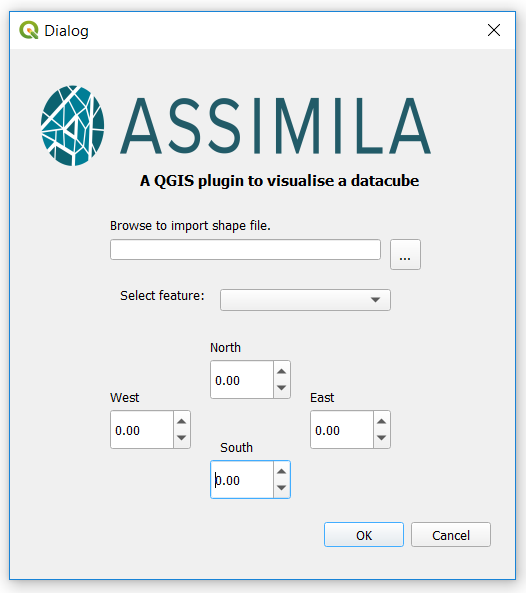 Dialog
ASSIMILA
A QGIS plugin to visualise a datacube
Browse to import shape file.
...
Select feature:
North
0.00
West
East
0.00
0.00
South
0.00
OK
Cancel